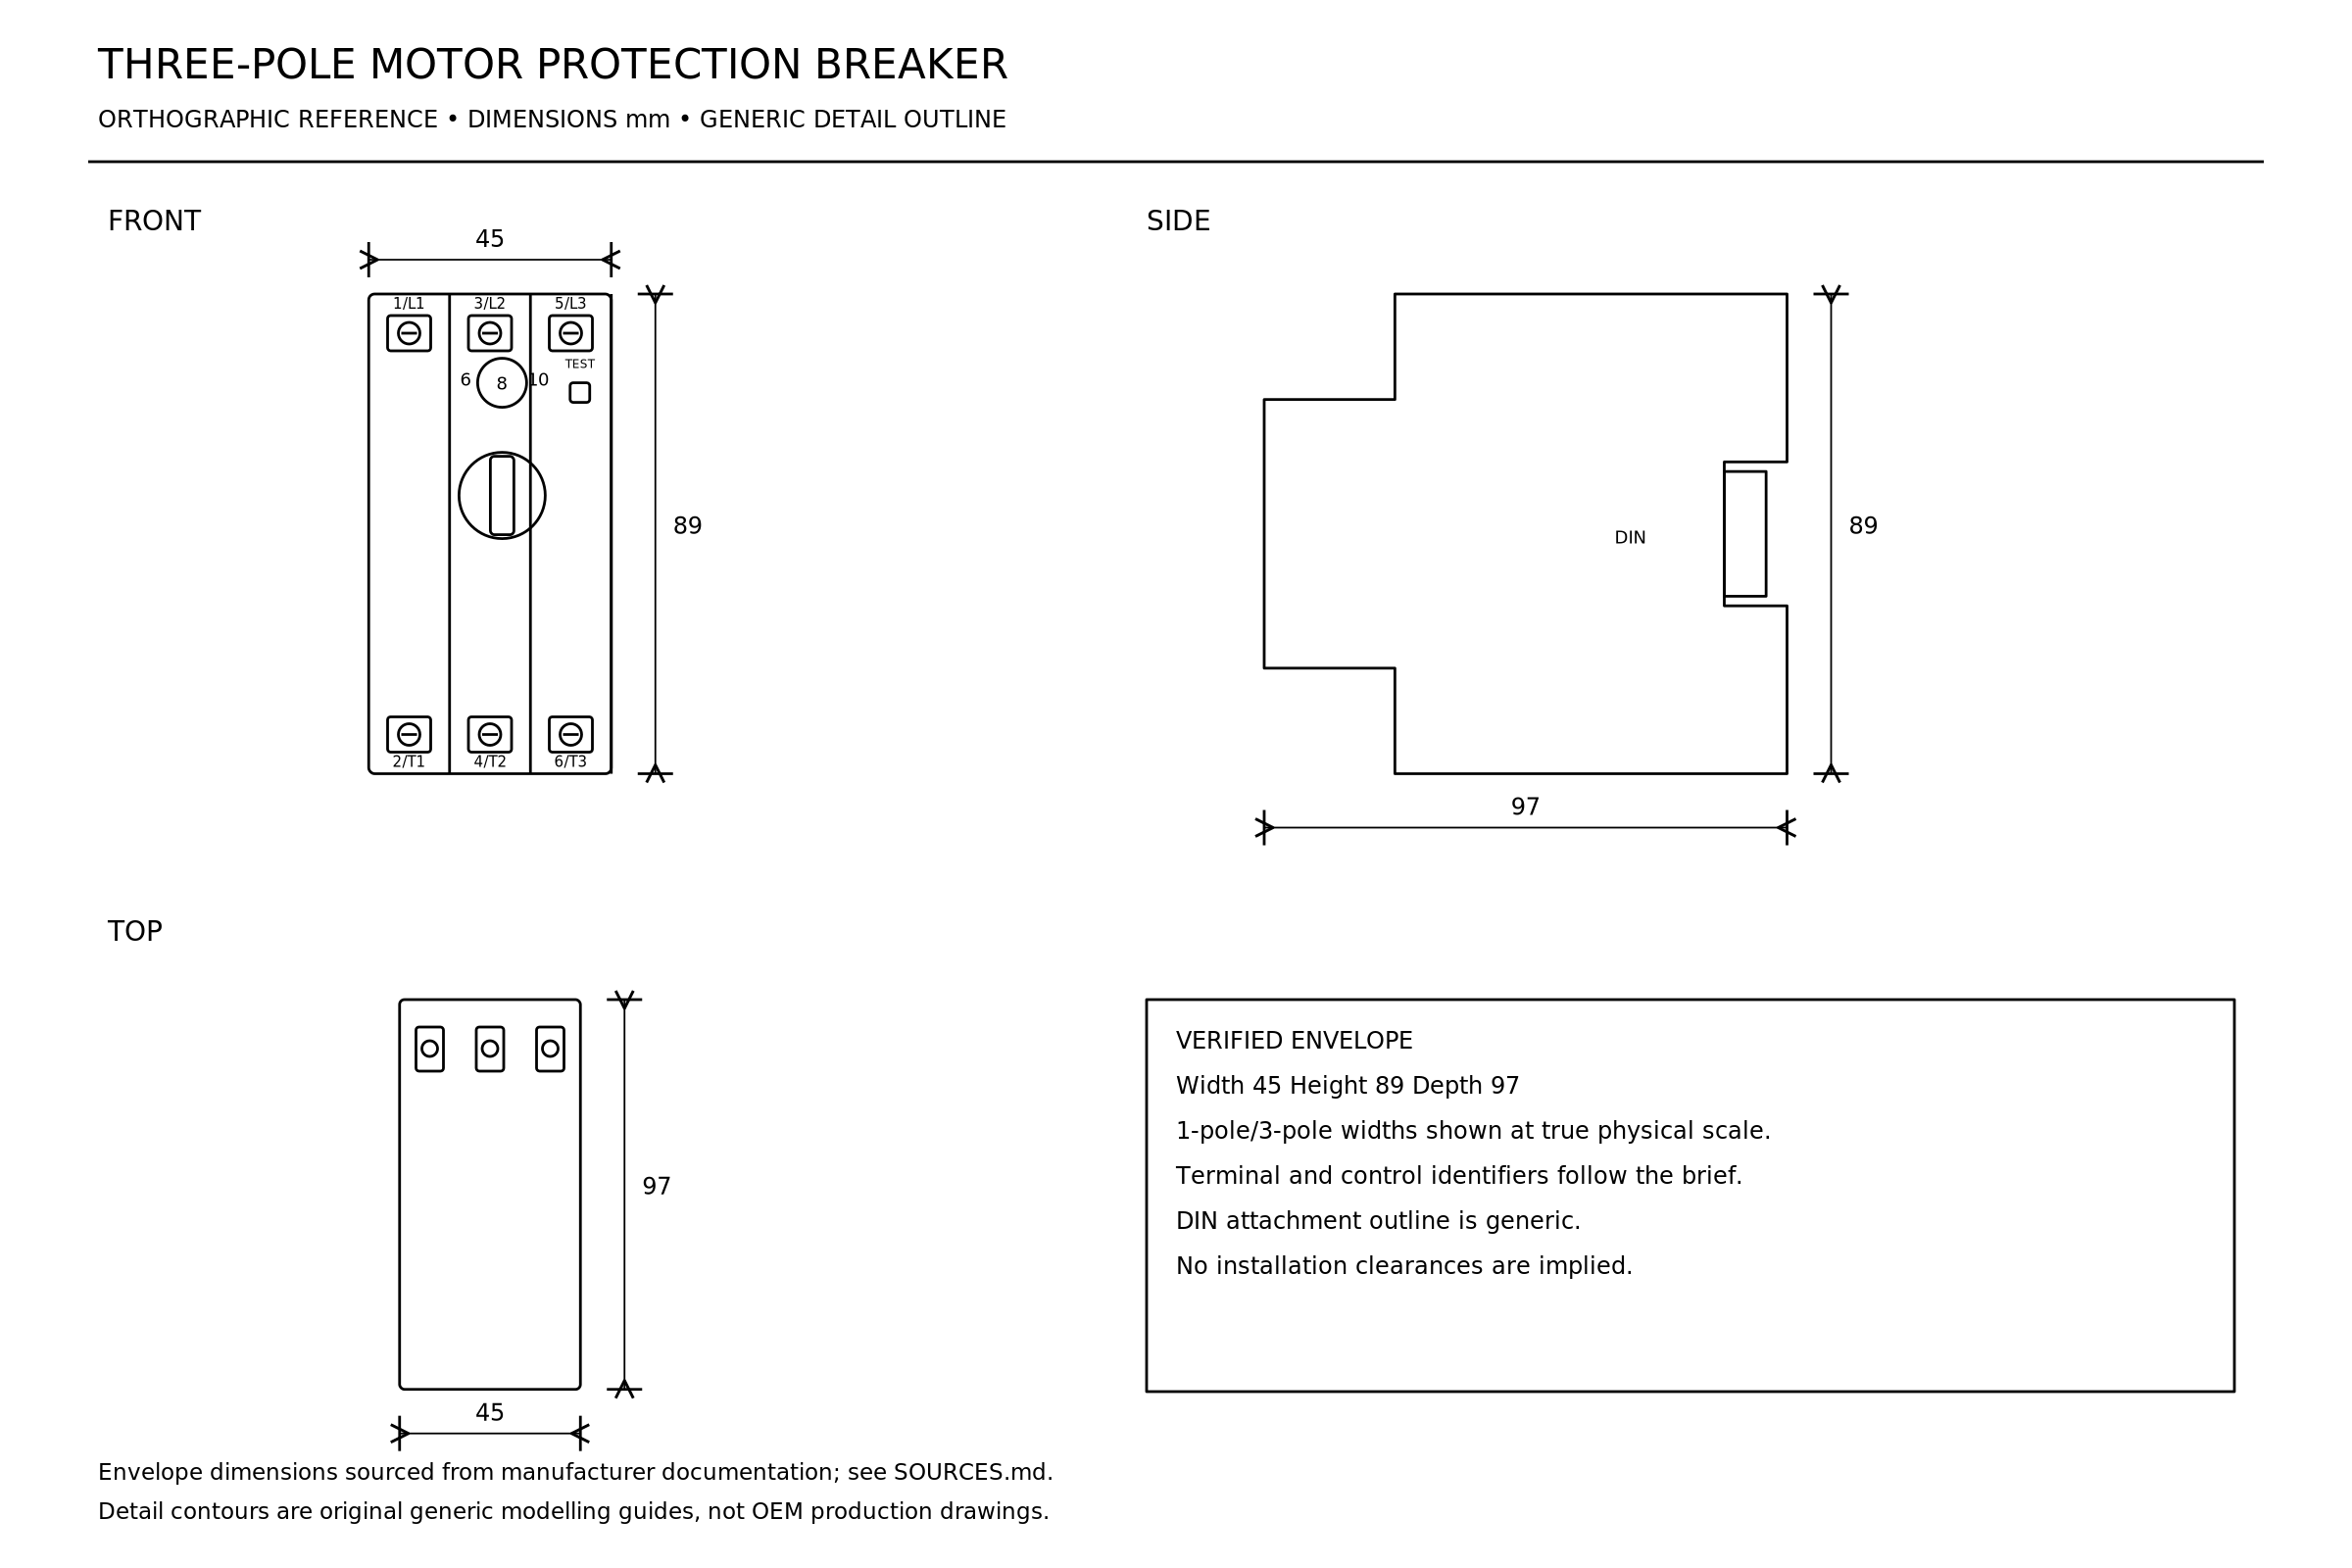 THREE-POLE MOTOR PROTECTION BREAKER
ORTHOGRAPHIC REFERENCE • DIMENSIONS mm • GENERIC DETAIL OUTLINE
FRONT
45
1/L1 3/L2 5/L3
TEST
6 8 10
89
2/T1 4/T2 6/T3
SIDE
DIN
89
97
TOP
97
45
VERIFIED ENVELOPE
Width 45 Height 89 Depth 97
1-pole/3-pole widths shown at true physical scale.
Terminal and control identifiers follow the brief.
DIN attachment outline is generic.
No installation clearances are implied.
Envelope dimensions sourced from manufacturer documentation; see SOURCES.md.
Detail contours are original generic modelling guides, not OEM production drawings.